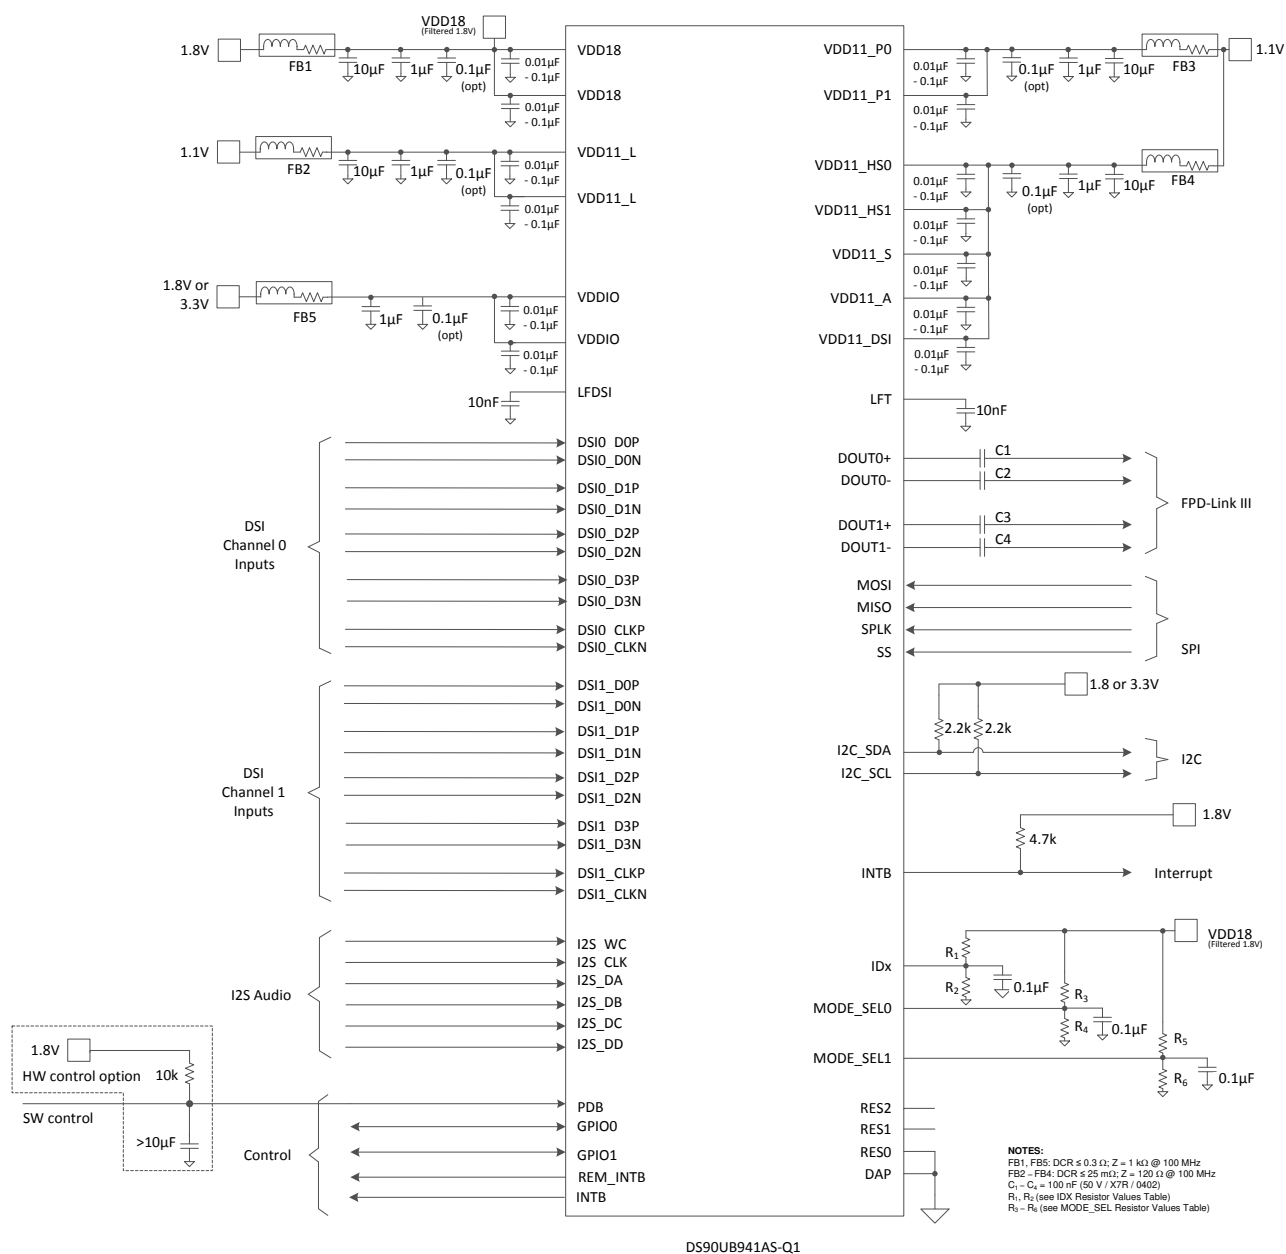 VDD18
(Filtered 1.8V)
1.8V
FB1
10µF
1µF
0.1µF
(opt)
0.01µF
- 0.1µF
VDD18
0.01µF
- 0.1µF
VDD18
1.1V
FB2
10µF
1µF
0.1µF
(opt)
0.01µF
- 0.1µF
VDD11_L
0.01µF
- 0.1µF
VDD11_L
1.8V or
3.3V
FB5
1µF
0.1µF
(opt)
0.01µF
- 0.1µF
VDDIO
0.01µF
- 0.1µF
VDDIO
10nF
LFDSI
DSI
Channel 0
Inputs
DSI0_D0P
DSI0_D0N
DSI0_D1P
DSI0_D1N
DSI0_D2P
DSI0_D2N
DSI0_D3P
DSI0_D3N
DSI0_CLKP
DSI0_CLKN
DSI
Channel 1
Inputs
DSI1_D0P
DSI1_D0N
DSI1_D1P
DSI1_D1N
DSI1_D2P
DSI1_D2N
DSI1_D3P
DSI1_D3N
DSI1_CLKP
DSI1_CLKN
I2S Audio
I2S_WC
I2S_CLK
I2S_DA
I2S_DB
I2S_DC
I2S_DD
1.8V
HW control option
10k
SW control
>10µF
Control
PDB
GPIO0
GPIO1
REM_INTB
INTB
VDD11_P0
0.01µF
- 0.1µF
0.1µF
(opt)
1µF
10µF
FB3
1.1V
VDD11_P1
0.01µF
- 0.1µF
VDD11_HS0
0.01µF
- 0.1µF
0.1µF
(opt)
1µF
10µF
FB4
VDD11_HS1
0.01µF
- 0.1µF
VDD11_S
0.01µF
- 0.1µF
VDD11_A
0.01µF
- 0.1µF
VDD11_DSI
0.01µF
- 0.1µF
LFT
10nF
DOUT0+
C1
DOUT0-
C2
DOUT1+
C3
DOUT1-
C4
FPD-Link III
MOSI
MISO
SPLK
SS
SPI
1.8 or 3.3V
2.2k
2.2k
I2C_SDA
I2C_SCL
I2C
1.8V
4.7k
INTB
Interrupt
VDD18
(Filtered 1.8V)
IDx
R1
R2
0.1µF
MODE_SEL0
R3
R4
0.1µF
MODE_SEL1
R5
R6
0.1µF
RES2
RES1
RES0
DAP
NOTES:
FB1, FB5: DCR ≤ 0.3 Ω; Z = 1 kΩ @ 100 MHz
FB2 – FB4: DCR ≤ 25 mΩ; Z = 120 Ω @ 100 MHz
C1 – C4 = 100 nF (50 V / X7R / 0402)
R1, R2 (see IDX Resistor Values Table)
R3 – R6 (see MODE_SEL Resistor Values Table)
DS90UB941AS-Q1